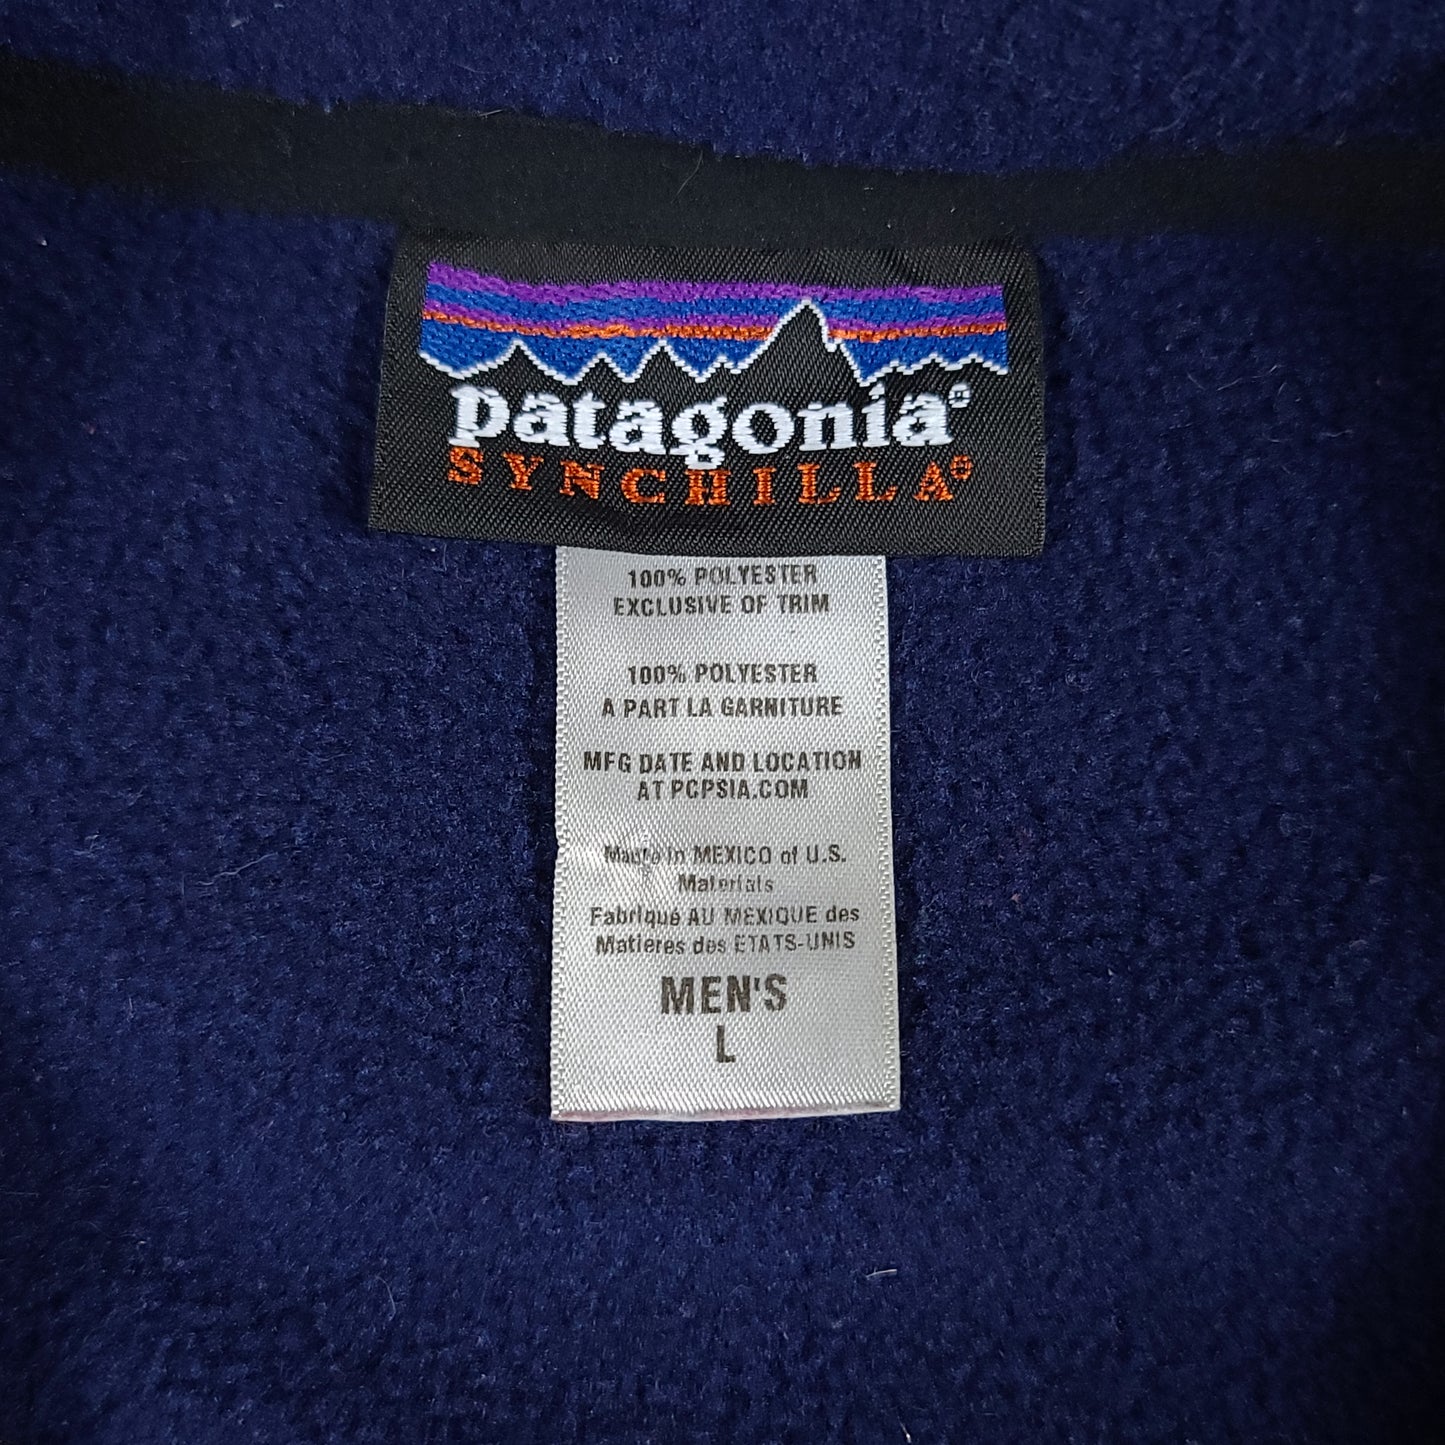 patagonia®
SYNCHILLA®
100% POLYESTER
EXCLUSIVE OF TRIM
100% POLYESTER
A PART LA GARNITURE
MFG DATE AND LOCATION
AT PCPSIA.COM
Made in MEXICO of U.S.
Materials
Fabrique AU MEXIQUE des
Matieres des ETATS-UNIS
MEN'S
L